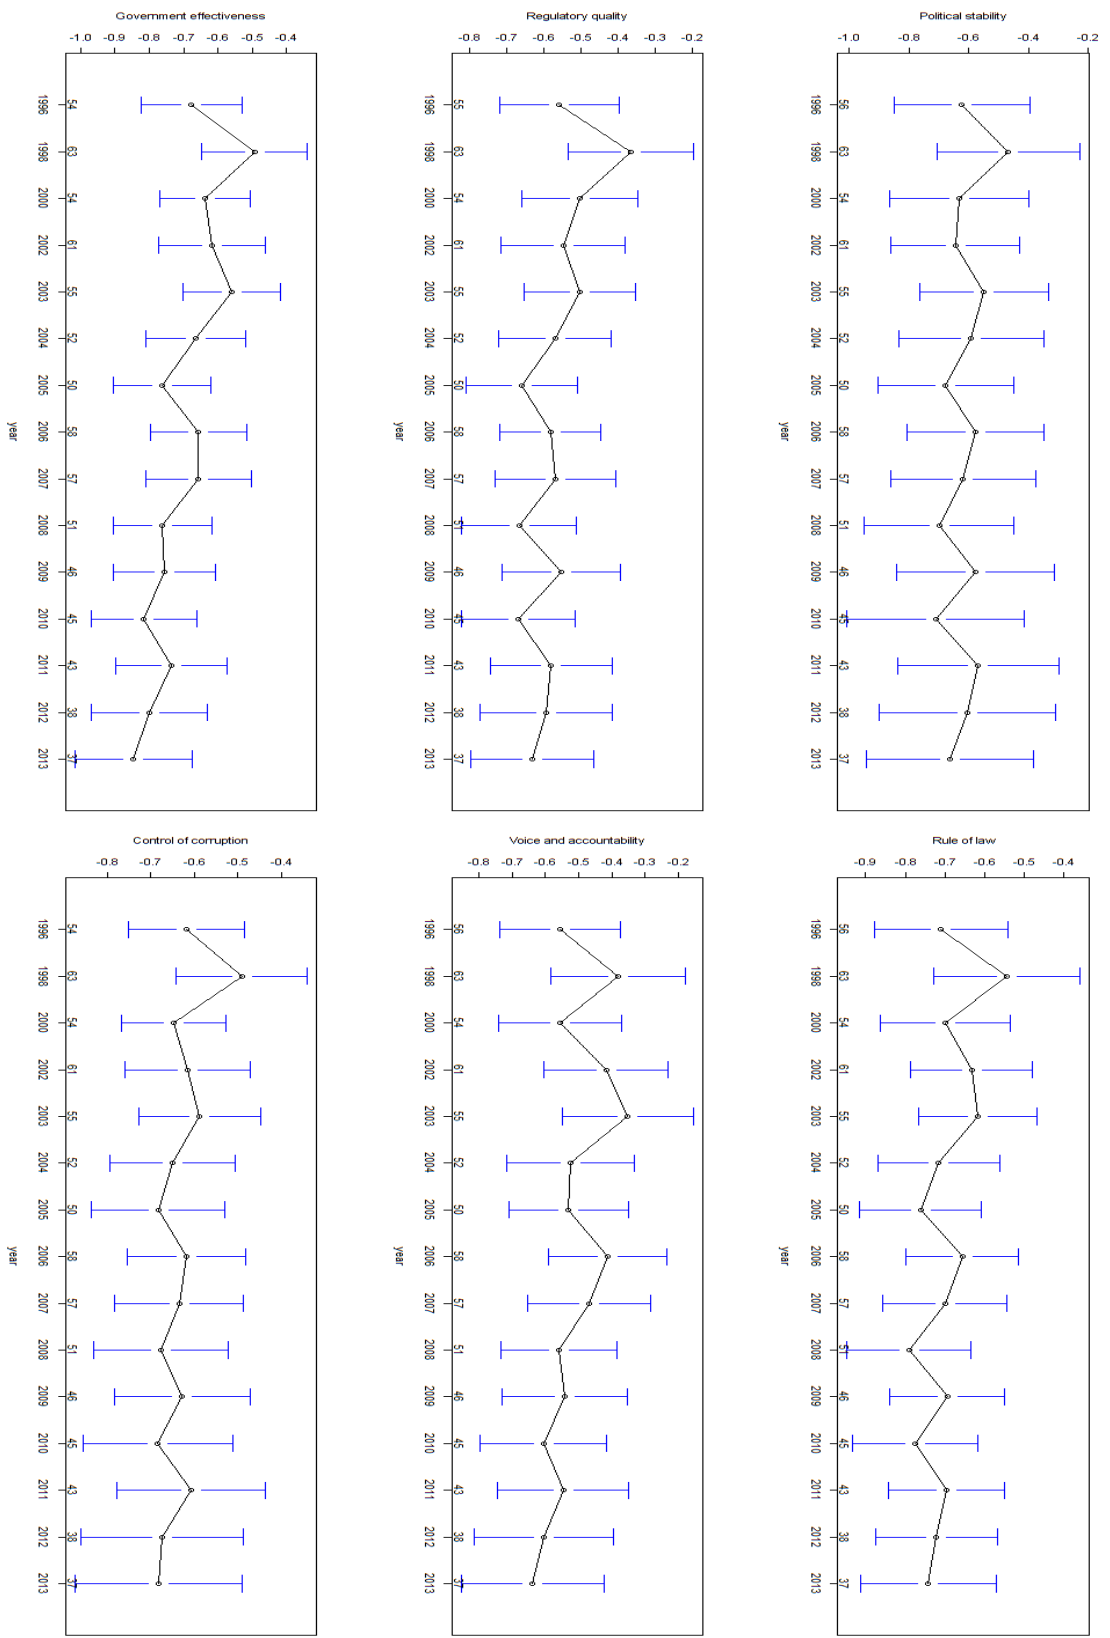 Government effectiveness
-1.0 -0.9 -0.8 -0.7 -0.6 -0.5 -0.4
1996 1998 2000 2002 2003 2004 2005 2006 2007 2008 2009 2010 2011 2012 2013
54 63 54 61 55 52 50 58 57 51 46 45 43 38 37
year
Regulatory quality
-0.8 -0.7 -0.6 -0.5 -0.4 -0.3 -0.2
1996 1998 2000 2002 2003 2004 2005 2006 2007 2008 2009 2010 2011 2012 2013
55 63 54 61 55 52 50 58 57 51 46 45 43 38 37
year
Political stability
-1.0 -0.8 -0.6 -0.4 -0.2
1996 1998 2000 2002 2003 2004 2005 2006 2007 2008 2009 2010 2011 2012 2013
56 63 54 61 55 52 50 58 57 51 46 45 43 38 37
year
Control of corruption
-0.8 -0.7 -0.6 -0.5 -0.4
1996 1998 2000 2002 2003 2004 2005 2006 2007 2008 2009 2010 2011 2012 2013
54 63 54 61 55 52 50 58 57 51 46 45 43 38 37
year
Voice and accountability
-0.8 -0.7 -0.6 -0.5 -0.4 -0.3 -0.2
1996 1998 2000 2002 2003 2004 2005 2006 2007 2008 2009 2010 2011 2012 2013
56 63 54 61 55 52 50 58 57 51 46 45 43 38 37
year
Rule of law
-0.9 -0.8 -0.7 -0.6 -0.5 -0.4
1996 1998 2000 2002 2003 2004 2005 2006 2007 2008 2009 2010 2011 2012 2013
56 63 54 61 55 52 50 58 57 51 46 45 43 38 37
year